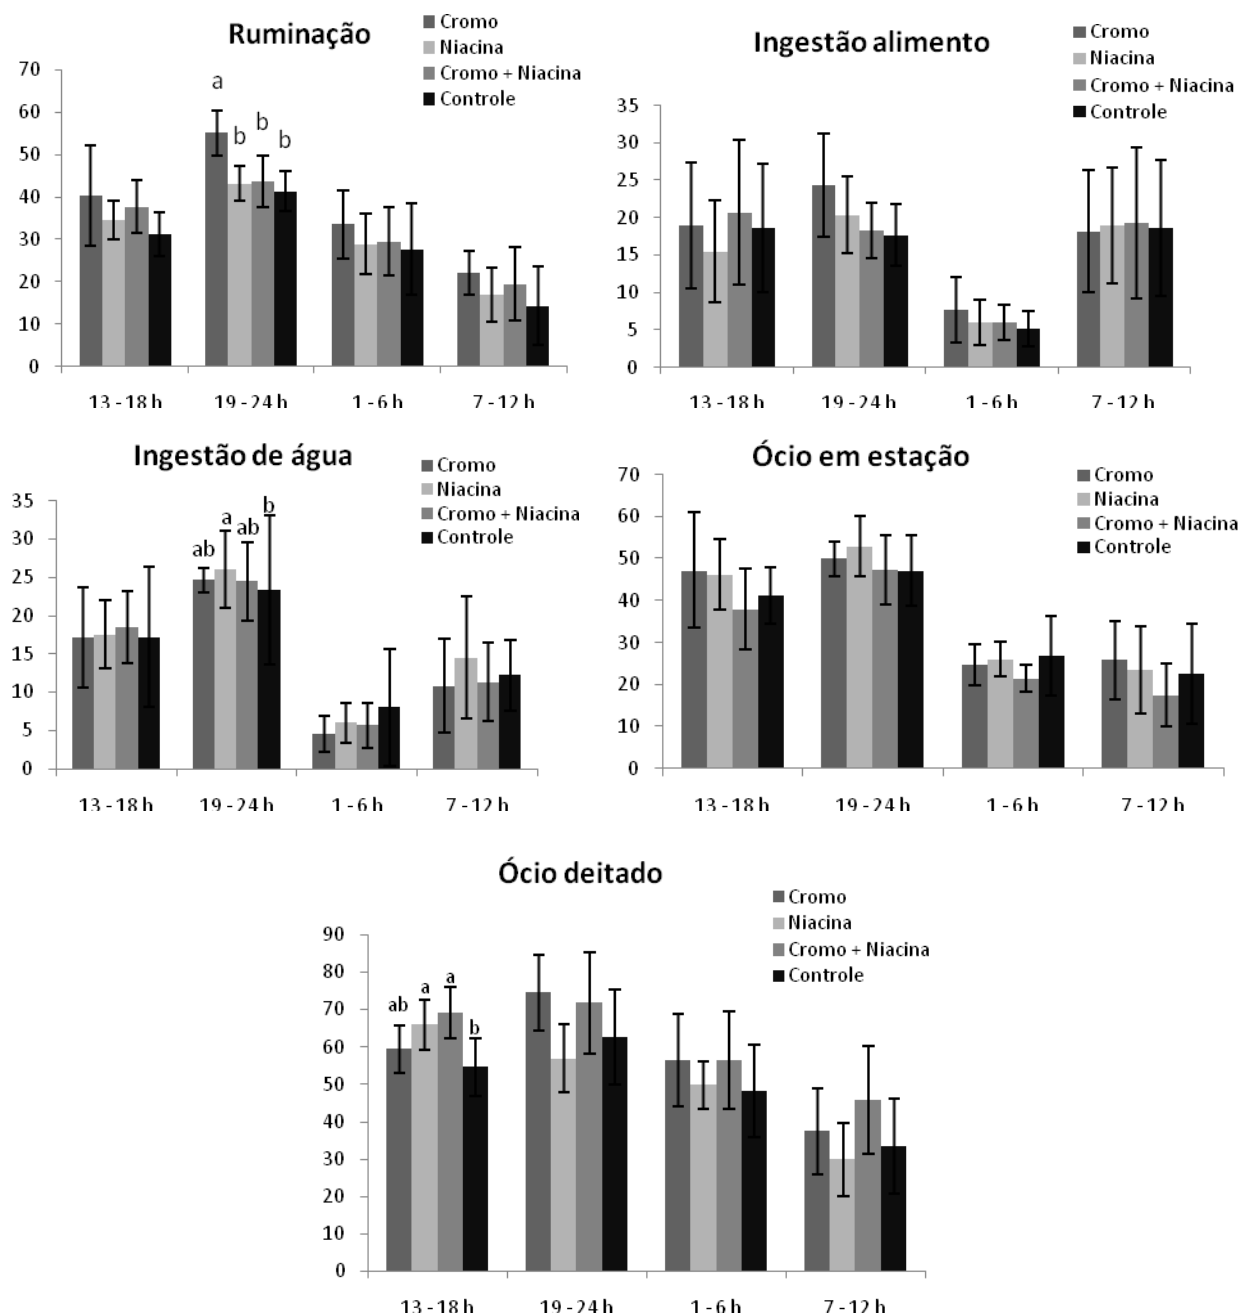 Ruminação
Cromo
Niacina
Cromo + Niacina
Controle
70
60
50
40
30
20
10
0
a
b
b
b
13 - 18 h
19 - 24 h
1 - 6 h
7 - 12 h
Ingestão alimento
Cromo
Niacina
Cromo + Niacina
Controle
35
30
25
20
15
10
5
0
13 - 18 h
19 - 24 h
1 - 6 h
7 - 12 h
Ingestão de água
Cromo
Niacina
Cromo + Niacina
Controle
35
30
25
20
15
10
5
0
ab
a
ab
b
13 - 18 h
19 - 24 h
1 - 6 h
7 - 12 h
Ócio em estação
Cromo
Niacina
Cromo + Niacina
Controle
70
60
50
40
30
20
10
0
13 - 18 h
19 - 24 h
1 - 6 h
7 - 12 h
Ócio deitado
Cromo
Niacina
Cromo + Niacina
Controle
90
80
70
60
50
40
30
20
10
0
ab
a
a
b
13 - 18 h
19 - 24 h
1 - 6 h
7 - 12 h